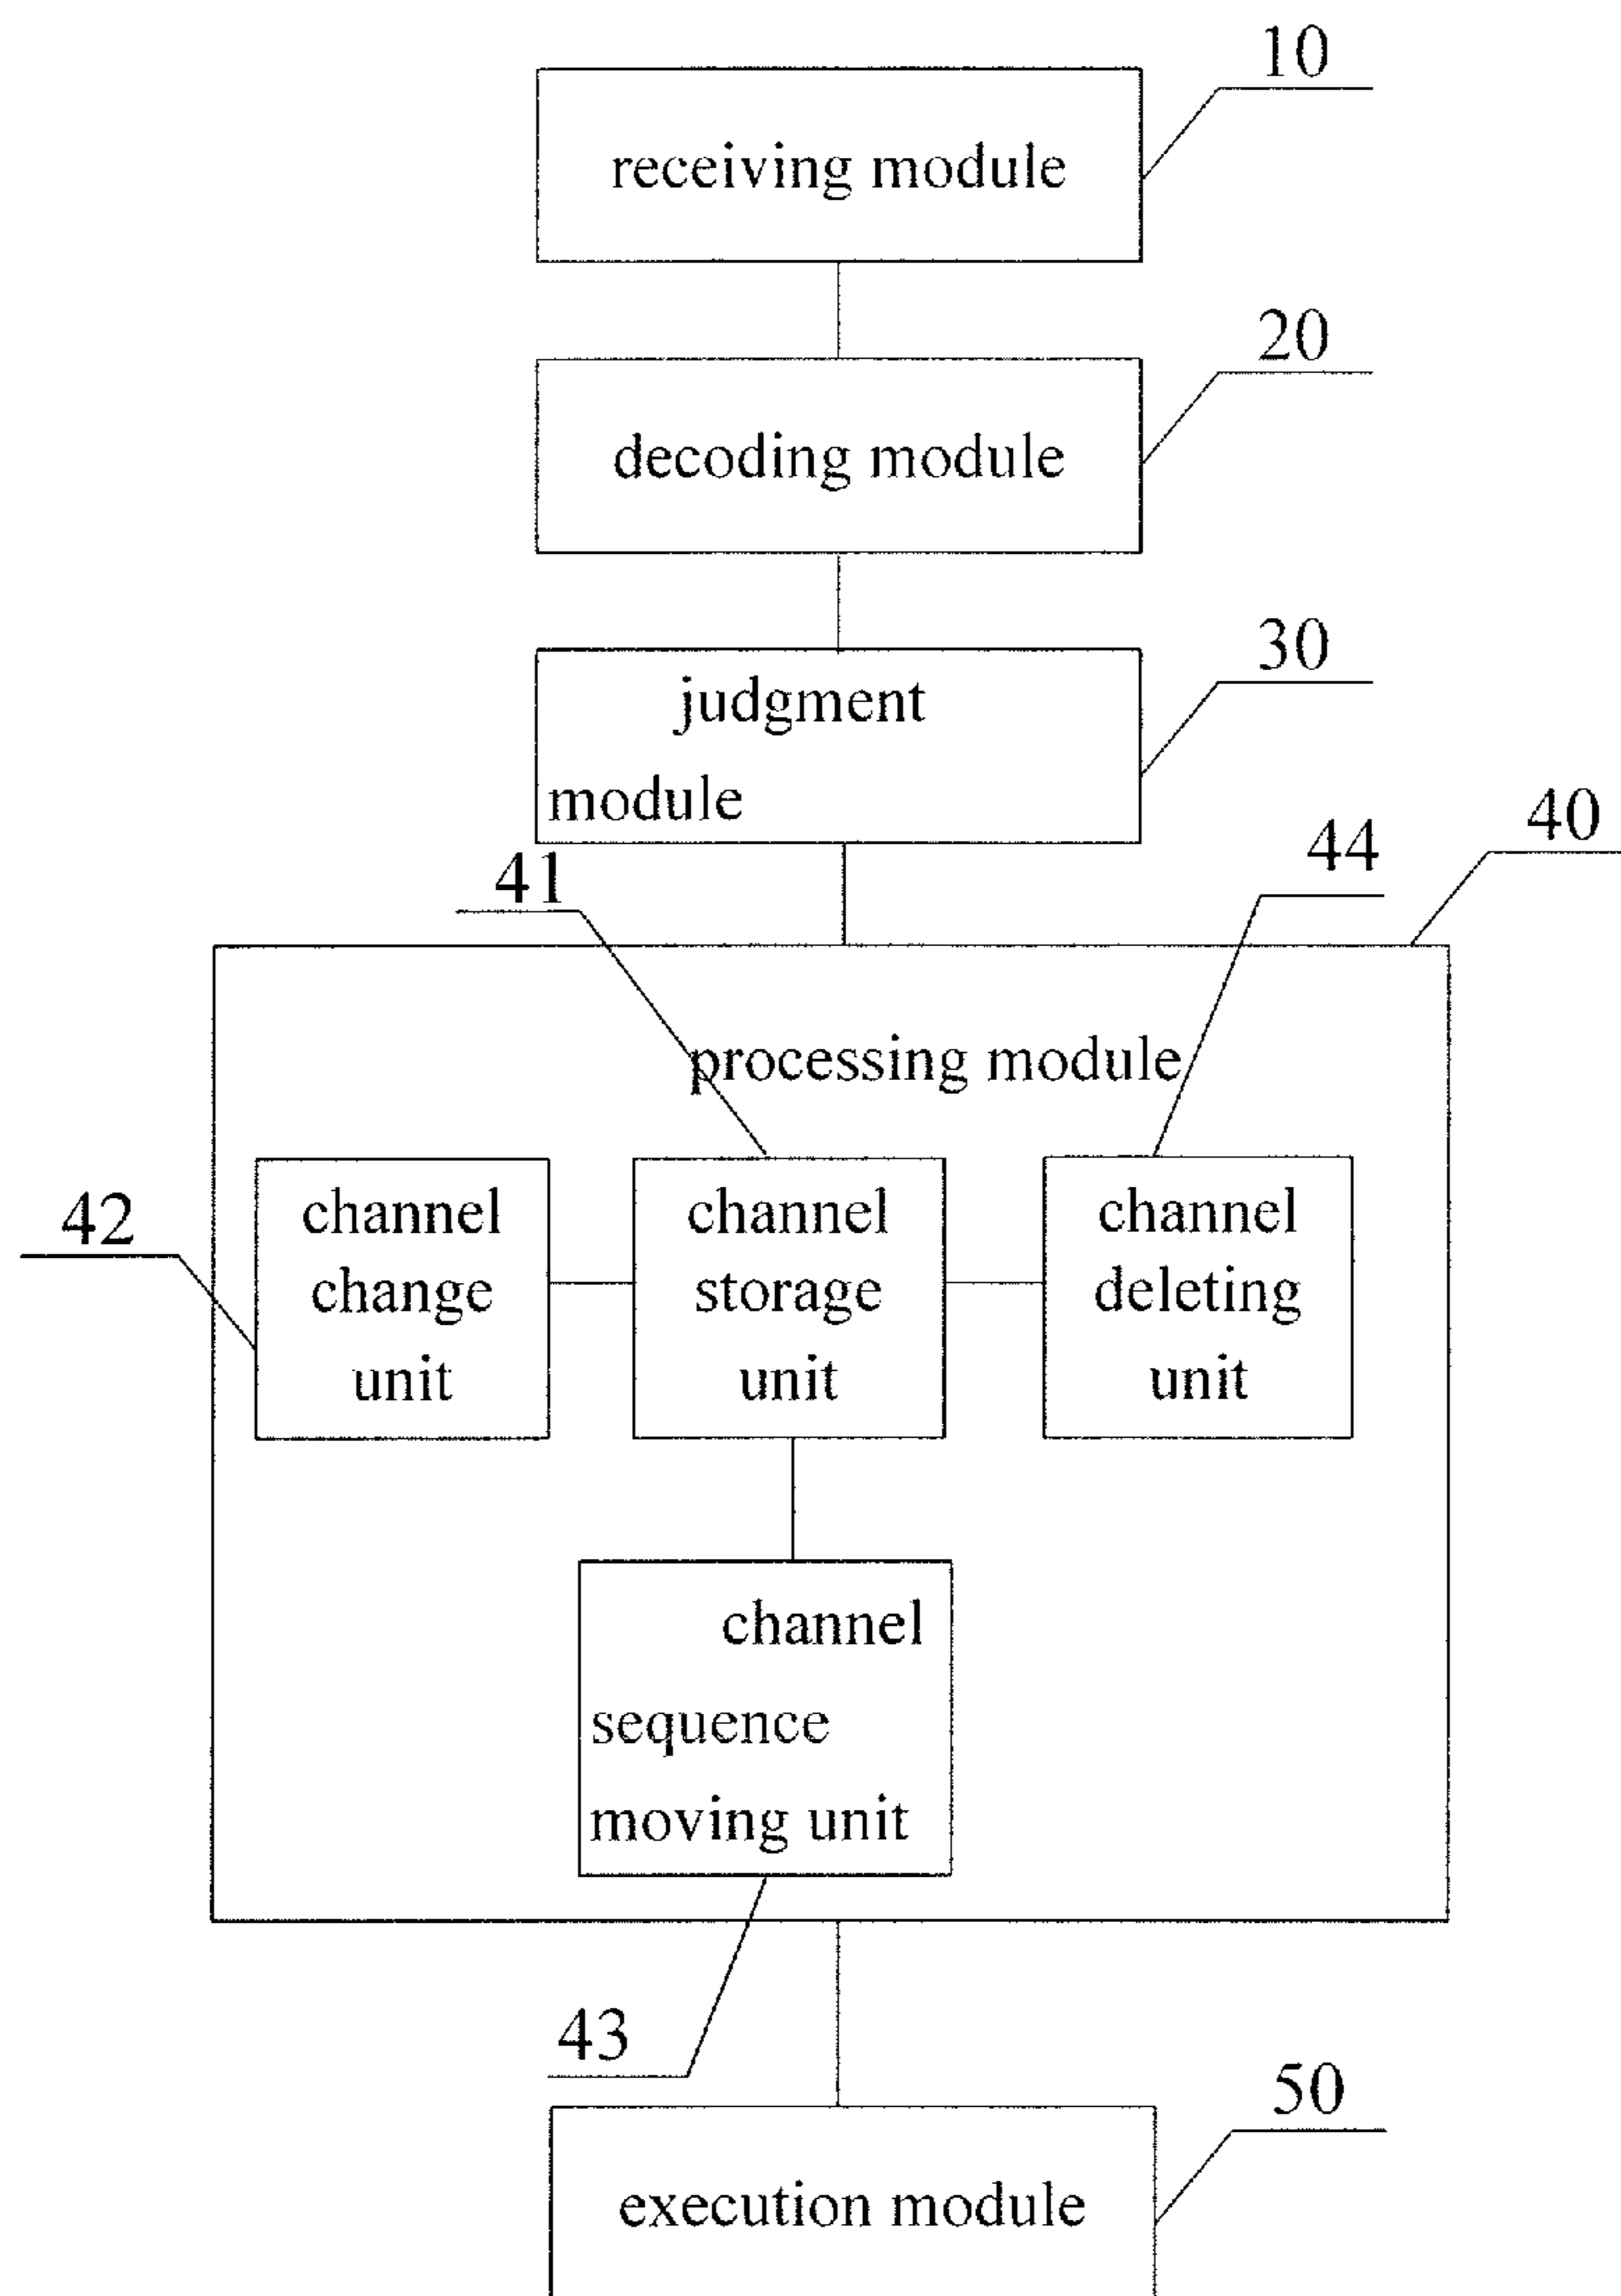 10
receiving module
20
decoding module
30
judgment
module
40
41
44
processing module
42
channel
change
unit
channel
storage
unit
channel
deleting
unit
channel
sequence
moving unit
43
50
execution module